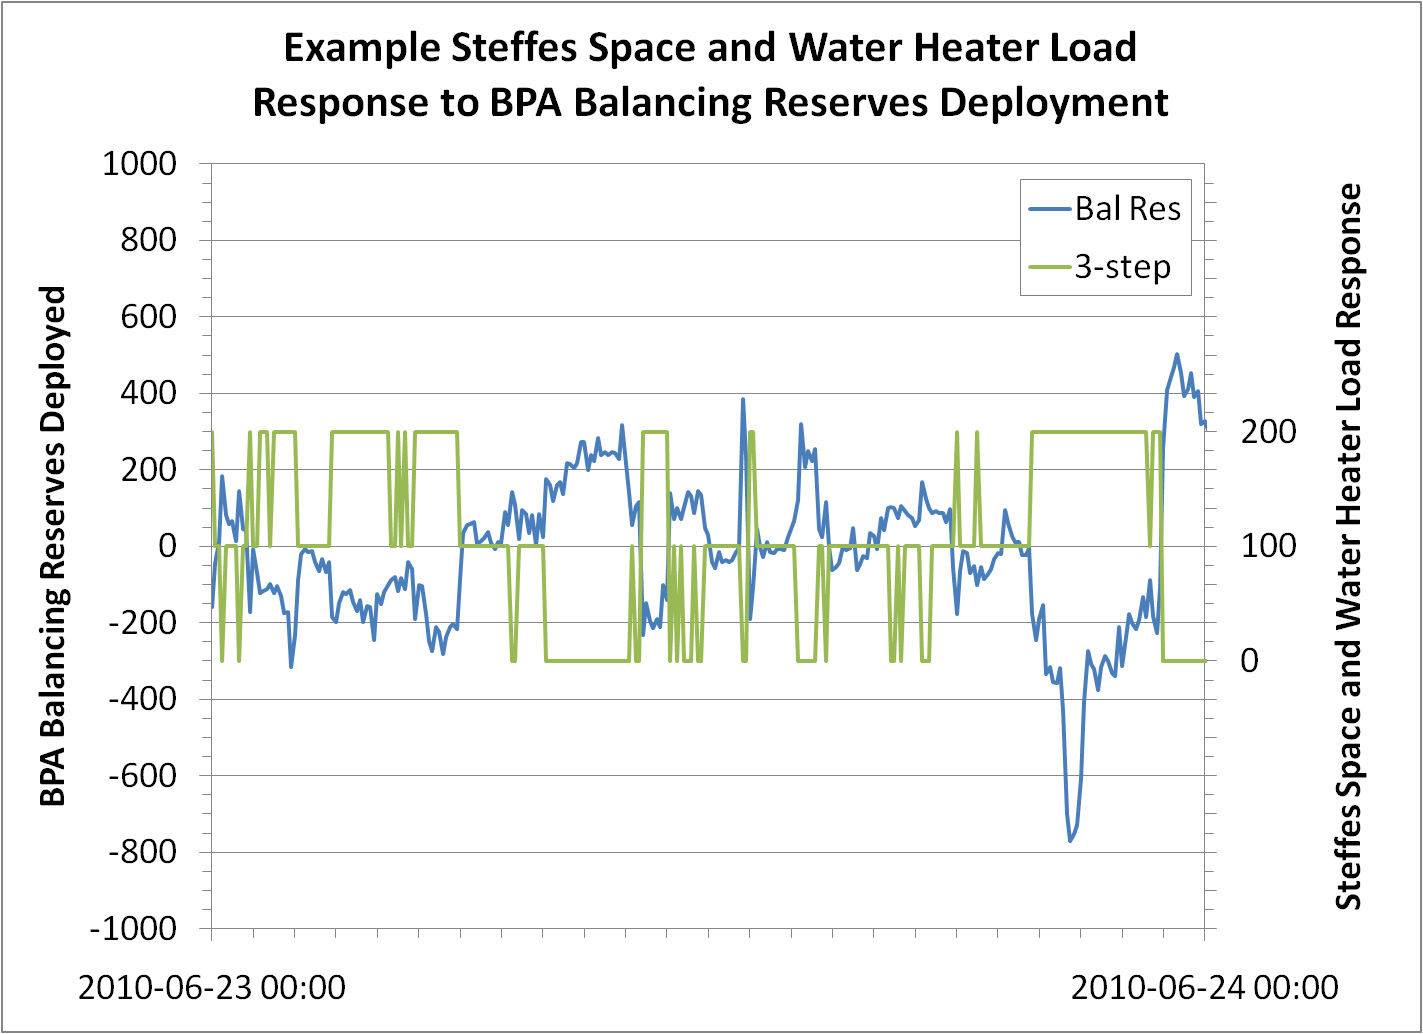 Example Steffes Space and Water Heater Load
Response to BPA Balancing Reserves Deployment
BPA Balancing Reserves Deployed
1000
800
600
400
200
0
-200
-400
-600
-800
-1000
Bal Res
3-step
200
100
0
Steffes Space and Water Heater Load Response
2010-06-23 00:00
2010-06-24 00:00